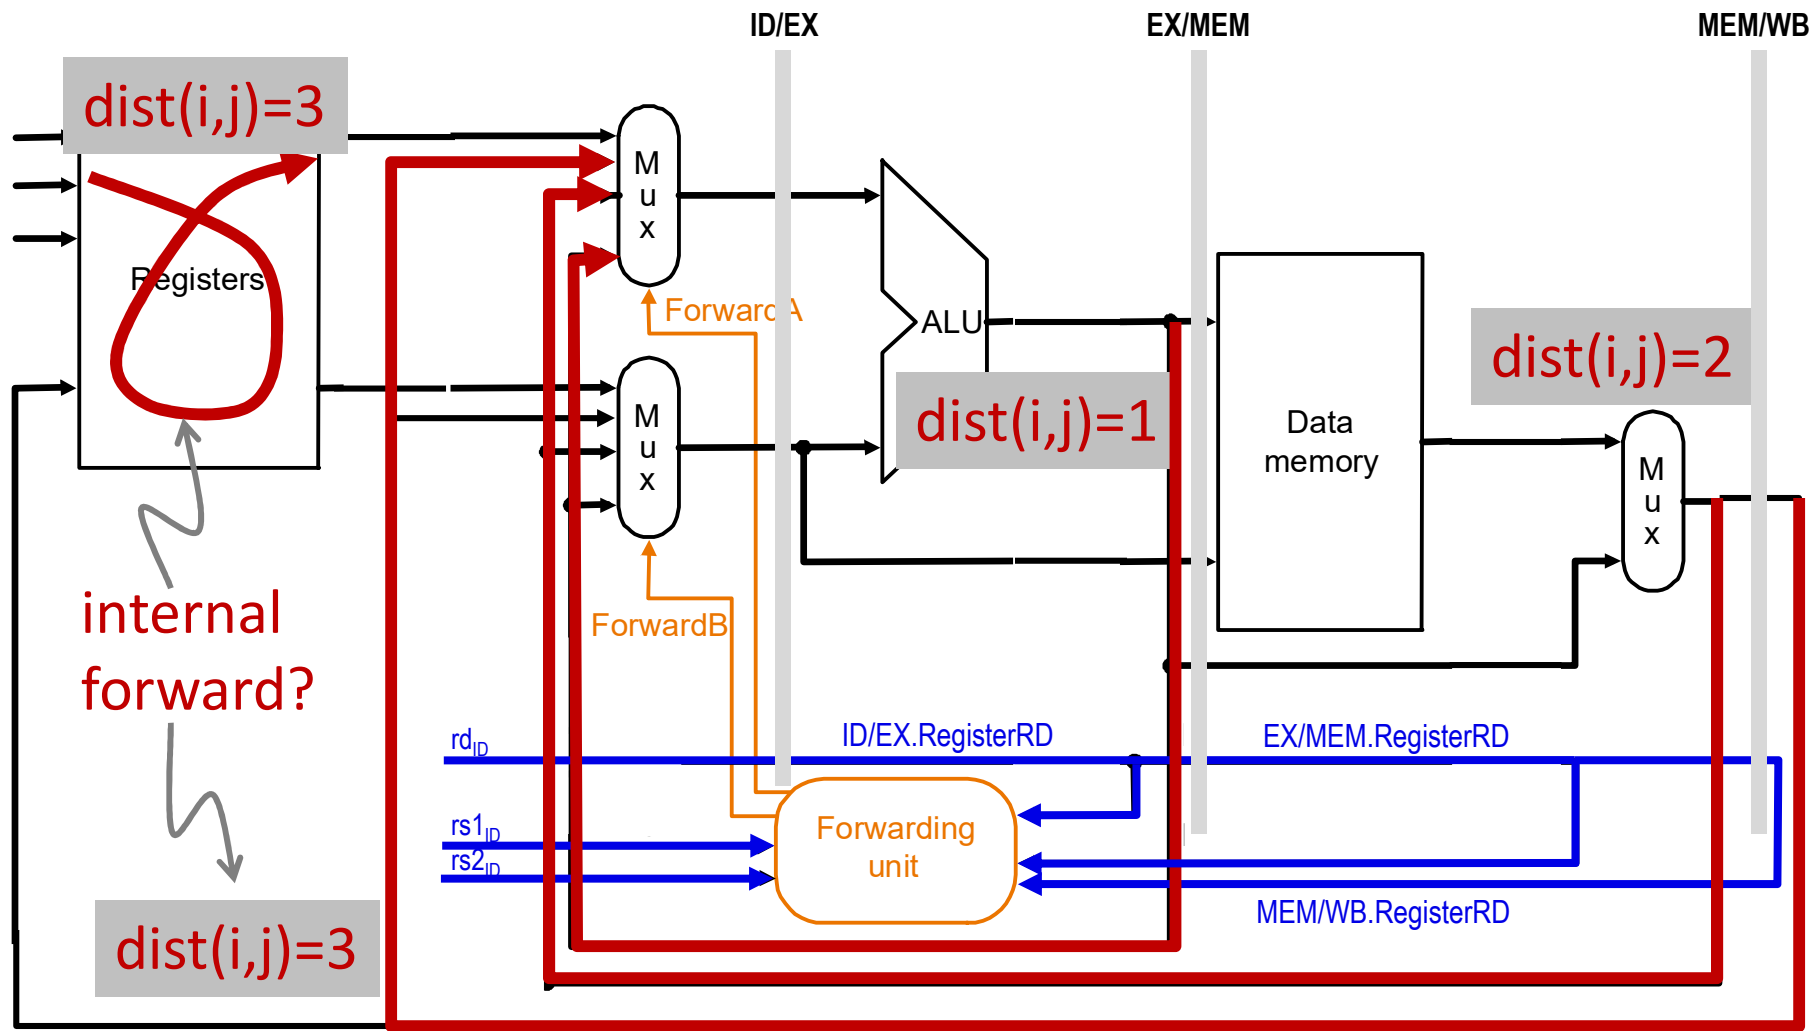 ID/EX
EX/MEM
MEM/WB
dist(i,j)=3
M
u
x
Registers
ForwardA
ALU
dist(i,j)=2
dist(i,j)=1
M
u
x
Data
memory
M
u
x
internal
forward?
ForwardB
rdID
ID/EX.RegisterRD
EX/MEM.RegisterRD
rs1ID
rs2ID
Forwarding
unit
MEM/WB.RegisterRD
dist(i,j)=3